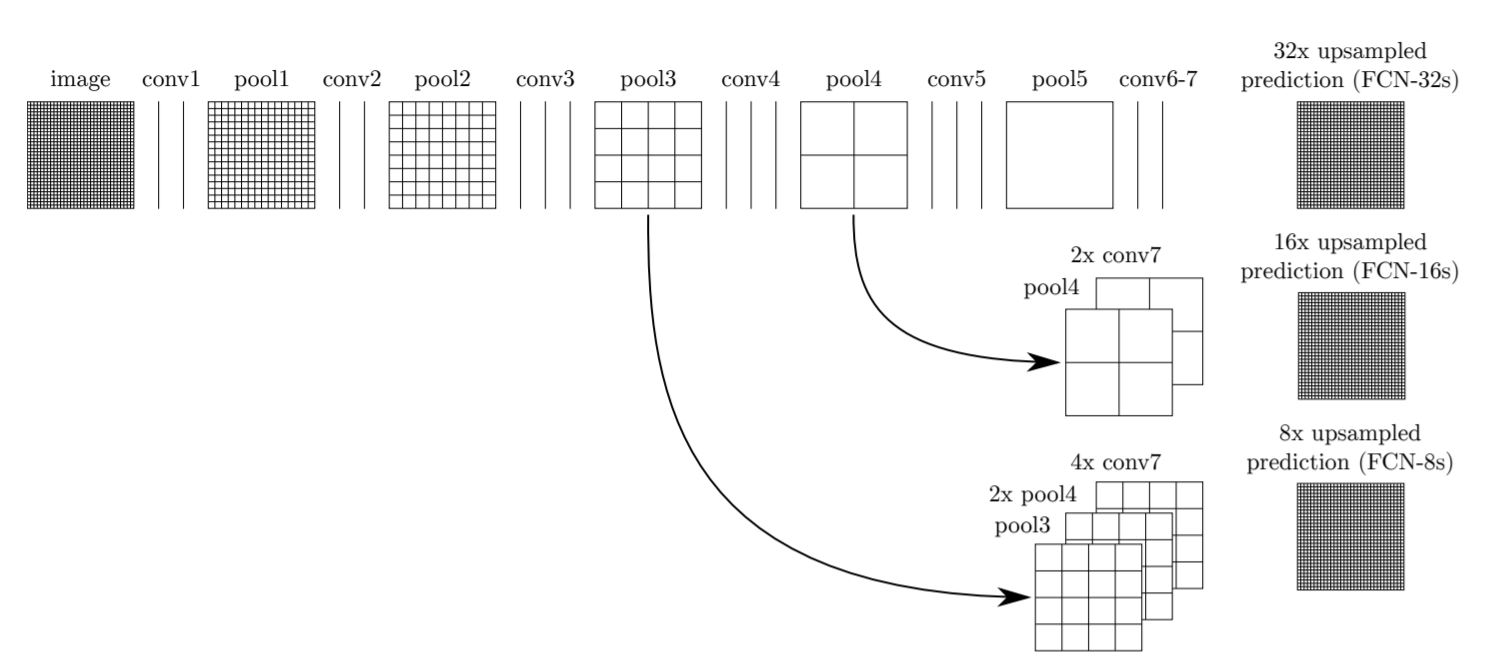 image conv1 pool1 conv2 pool2 conv3 pool3 conv4 pool4 conv5 pool5 conv6-7
32x upsampled
prediction (FCN-32s)
16x upsampled
prediction (FCN-16s)
2x conv7
pool4
8x upsampled
prediction (FCN-8s)
4x conv7
2x pool4
pool3